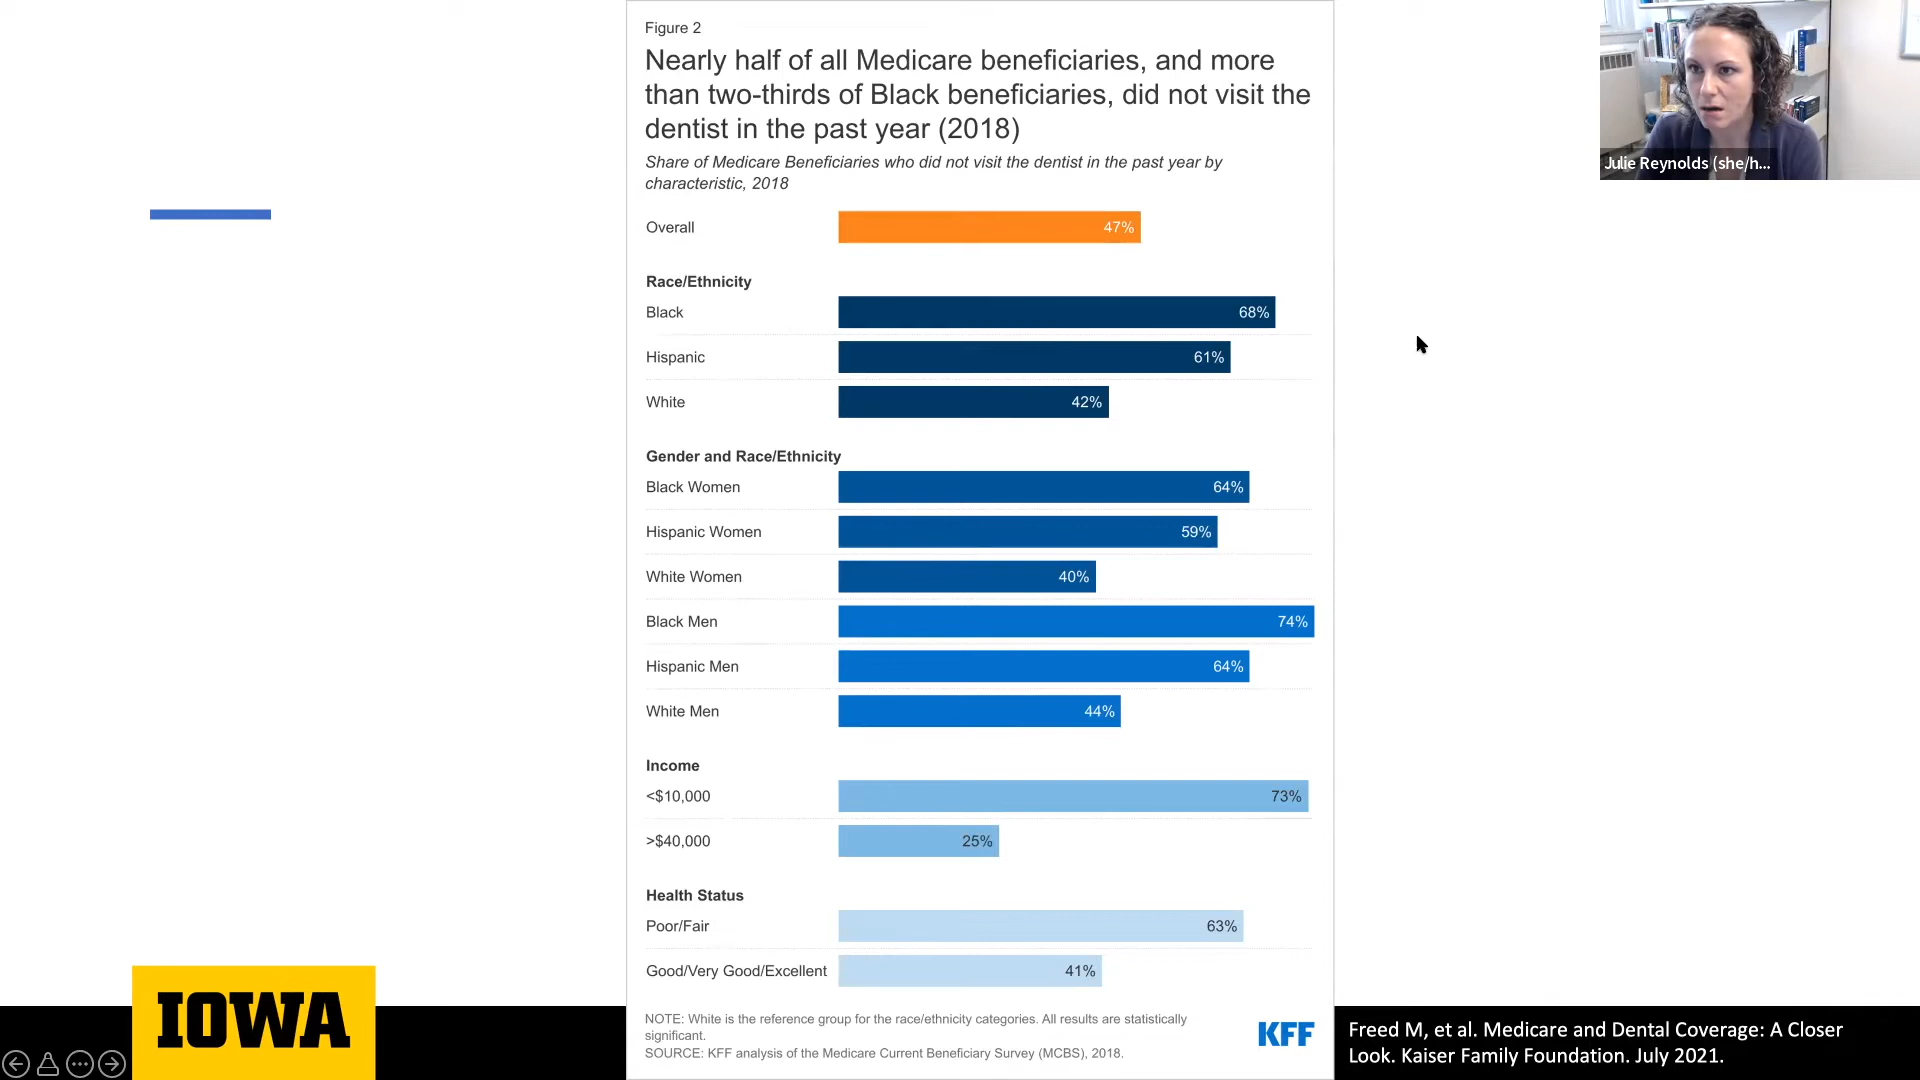 Figure 2
Nearly half of all Medicare beneficiaries, and more
than two-thirds of Black beneficiaries, did not visit the
dentist in the past year (2018)
Share of Medicare Beneficiaries who did not visit the dentist in the past year by
characteristic, 2018
Overall 47%
Race/Ethnicity
Black 68%
Hispanic 61%
White 42%
Gender and Race/Ethnicity
Black Women 64%
Hispanic Women 59%
White Women 40%
Black Men 74%
Hispanic Men 64%
White Men 44%
Income
<$10,000 73%
>$40,000 25%
Health Status
Poor/Fair 63%
Good/Very Good/Excellent 41%
NOTE: White is the reference group for the race/ethnicity categories. All results are statistically
significant.
SOURCE: KFF analysis of the Medicare Current Beneficiary Survey (MCBS), 2018.
KFF
Freed M, et al. Medicare and Dental Coverage: A Closer
Look. Kaiser Family Foundation. July 2021.
IOWA
Julie Reynolds (she/h...